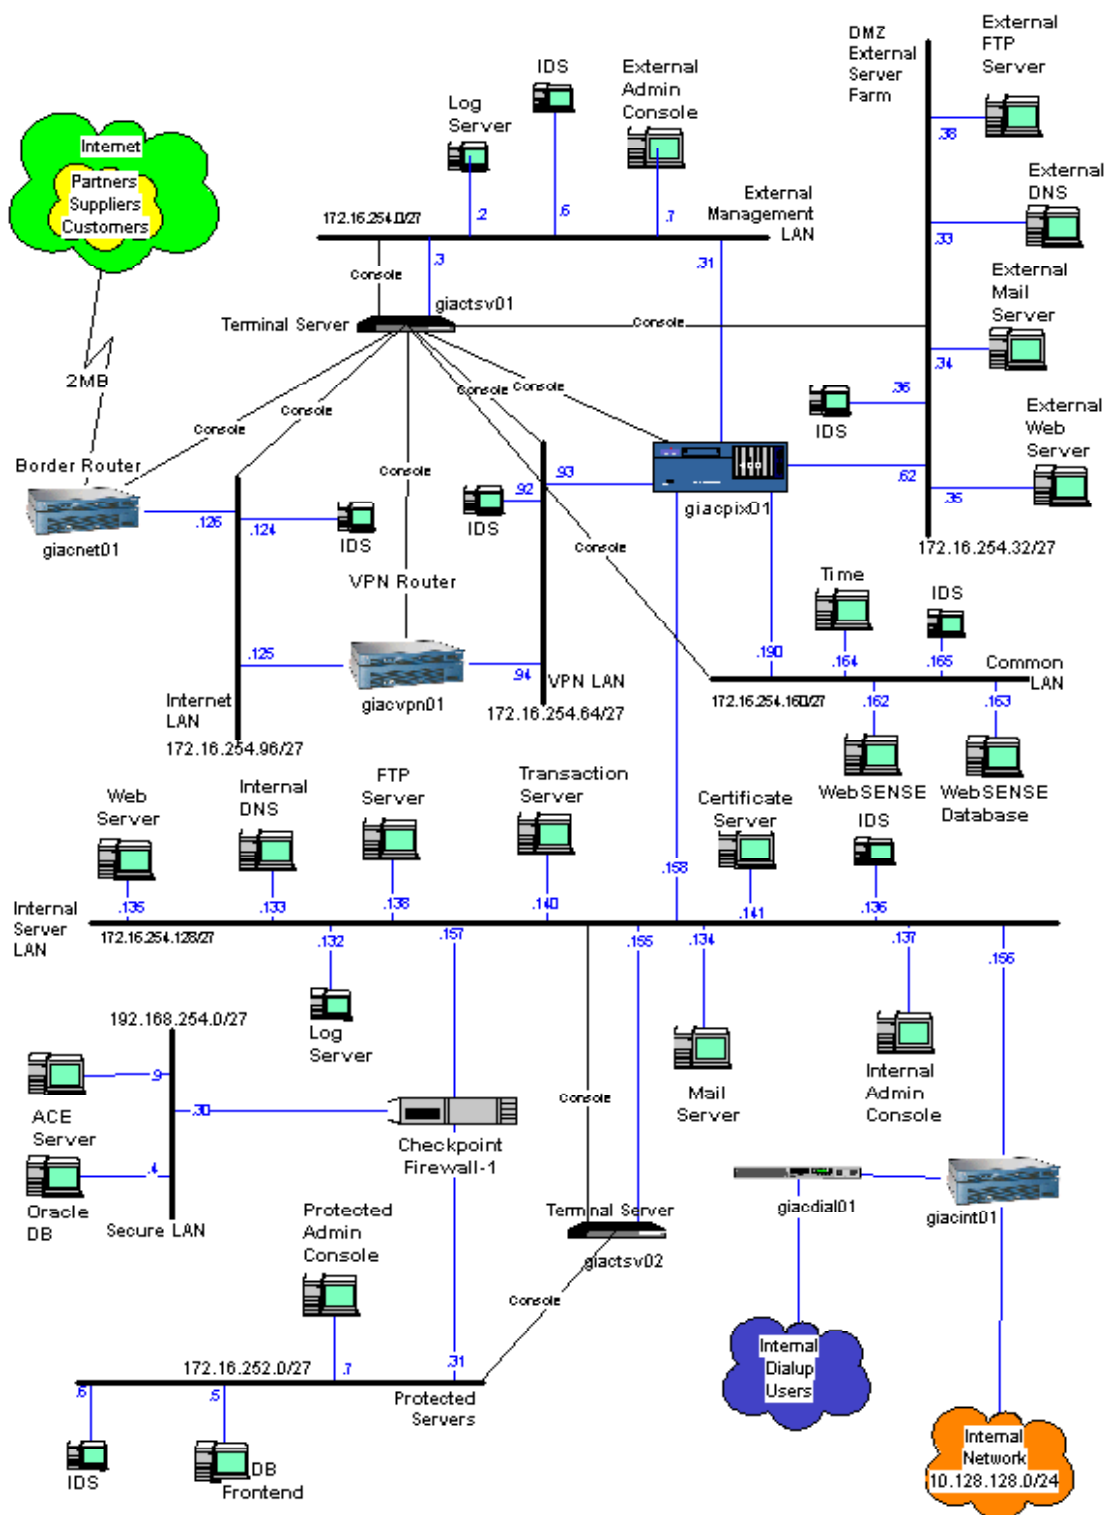 DMZ
External
Server
Farm
External
FTP
Server
IDS
External
Admin
Console
Log
Server
.38
Internet
Partners
Suppliers
Customers
External
DNS
172.16.254.0/27
.2
.6
.7
External
Management
LAN
.33
.3
.31
Console
External
Mail
Server
giactsv01
Terminal Server
Console
.34
2MB
Console
Console
Console
Console
.36
IDS
External
Web
Server
Console
Border Router
Console
.93
.62
.35
.92
IDS
giacpix01
.126
.124
IDS
giacnet01
Console
172.16.254.32/27
VPN Router
Time
IDS
.125
.94
.190
.164
.165
Common
LAN
VPN LAN
Internet
LAN
giacvpn01
172.16.254.64/27
172.16.254.160/27
.162
.163
172.16.254.96/27
Web
Server
Internal
DNS
FTP
Server
Transaction
Server
Certificate
Server
WebSENSE
IDS
WebSENSE
Database
.158
Internal
Server
LAN
.135
.133
.138
.140
.141
.136
172.16.254.128/27
.132
.157
.155
.134
.137
.156
192.168.254.0/27
Log
Server
.9
ACE
Server
.30
Console
Mail
Server
Internal
Admin
Console
Checkpoint
Firewall-1
.4
Oracle
DB
Secure LAN
Protected
Admin
Console
Terminal Server
giactsv02
giacdial01
giacint01
Console
Internal
Dialup
Users
172.16.252.0/27
.7
.31
.6
.5
Protected
Servers
IDS
DB
Frontend
Internal
Network
10.128.128.0/24